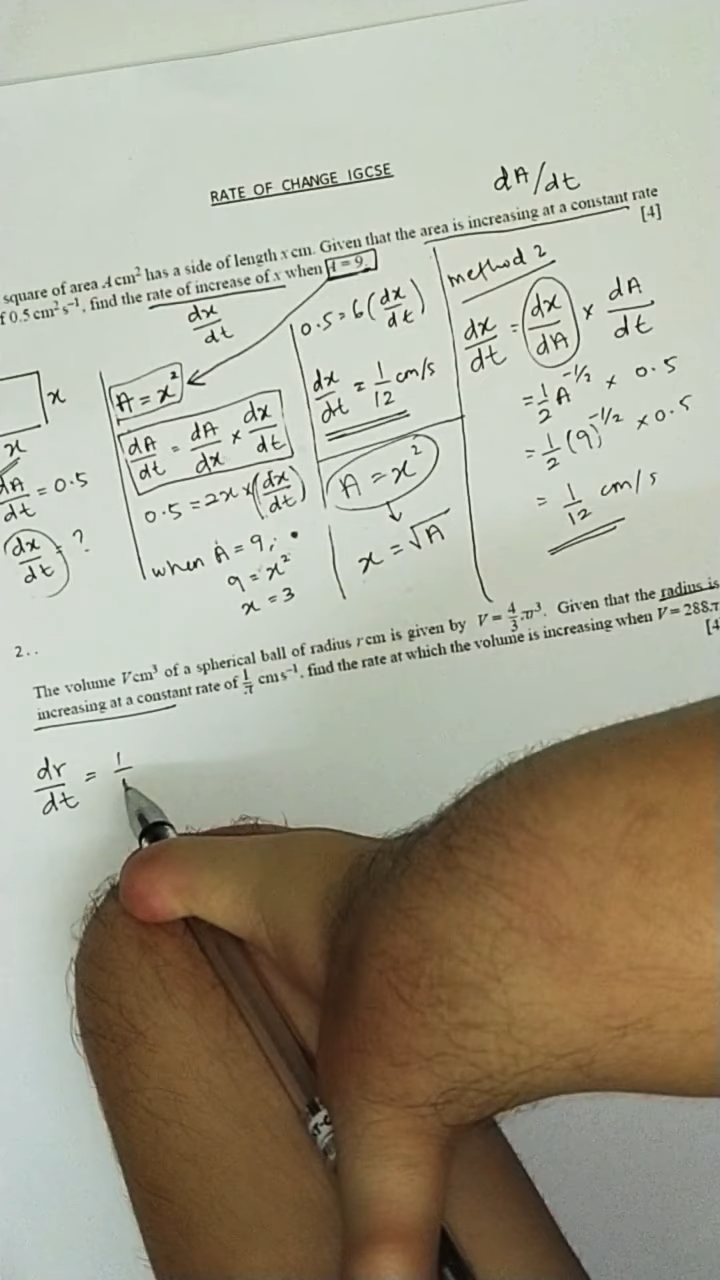 RATE OF CHANGE IGCSE
dA/dt
square of area A cm² has a side of length x cm. Given that the area is increasing at a constant rate
f 0.5 cm² s⁻¹, find the rate of increase of x when A = 9.
[4]
dx/dt
x
x
dA/dt = 0.5
dx/dt = ?
A = x²
dA/dt = dA/dx × dx/dt
0.5 = 2x × (dx/dt)
when A = 9,
9 = x²
x = 3
0.5 = 6(dx/dt)
dx/dt = 1/12 cm/s
A = x²
x = √A
method 2
dx/dt = dx/dA × dA/dt
= 1/2 A^-1/2 × 0.5
= 1/2 (9)^-1/2 × 0.5
= 1/12 cm/s
2..
The volume V cm³ of a spherical ball of radius r cm is given by V = 4/3 πr³. Given that the radius is
increasing at a constant rate of 1/π cm s⁻¹, find the rate at which the volume is increasing when V = 288π
[4
dr/dt = 1